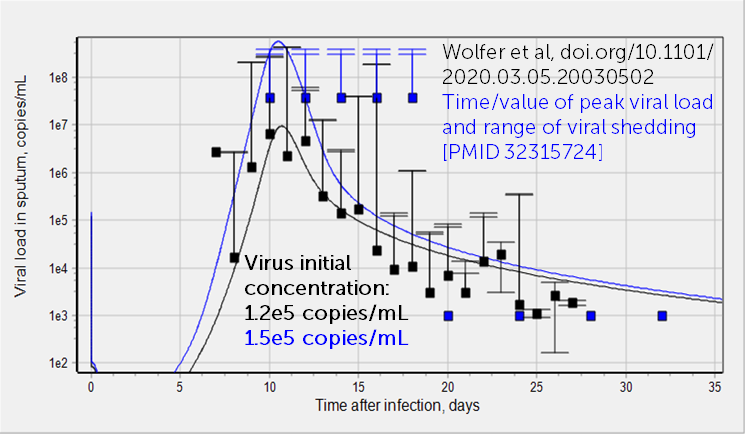 Wolfer et al, doi.org/10.1101/
2020.03.05.20030502
Time/value of peak viral load
and range of viral shedding
[PMID 32315724]
Viral load in sputum, copies/mL
1e8
1e7
1e6
1e5
1e4
1e3
1e2
Virus initial
concentration:
1.2e5 copies/mL
1.5e5 copies/mL
0 5 10 15 20 25 30 35
Time after infection, days